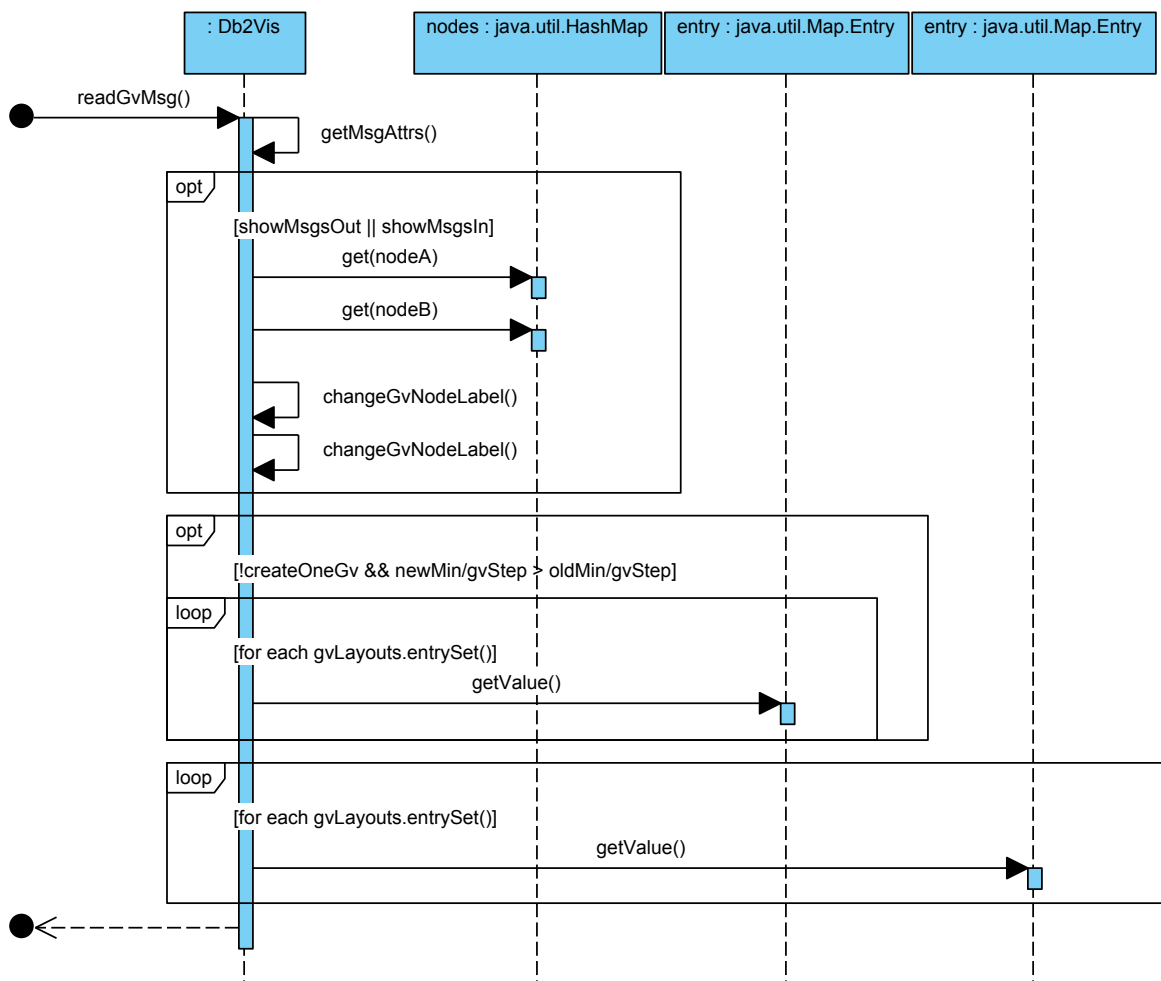 : Db2Vis
nodes : java.util.HashMap
entry : java.util.Map.Entry
entry : java.util.Map.Entry
readGvMsg()
getMsgAttrs()
opt
[showMsgsOut || showMsgsIn]
get(nodeA)
get(nodeB)
changeGvNodeLabel()
changeGvNodeLabel()
opt
[!createOneGv && newMin/gvStep > oldMin/gvStep]
loop
[for each gvLayouts.entrySet()]
getValue()
loop
[for each gvLayouts.entrySet()]
getValue()